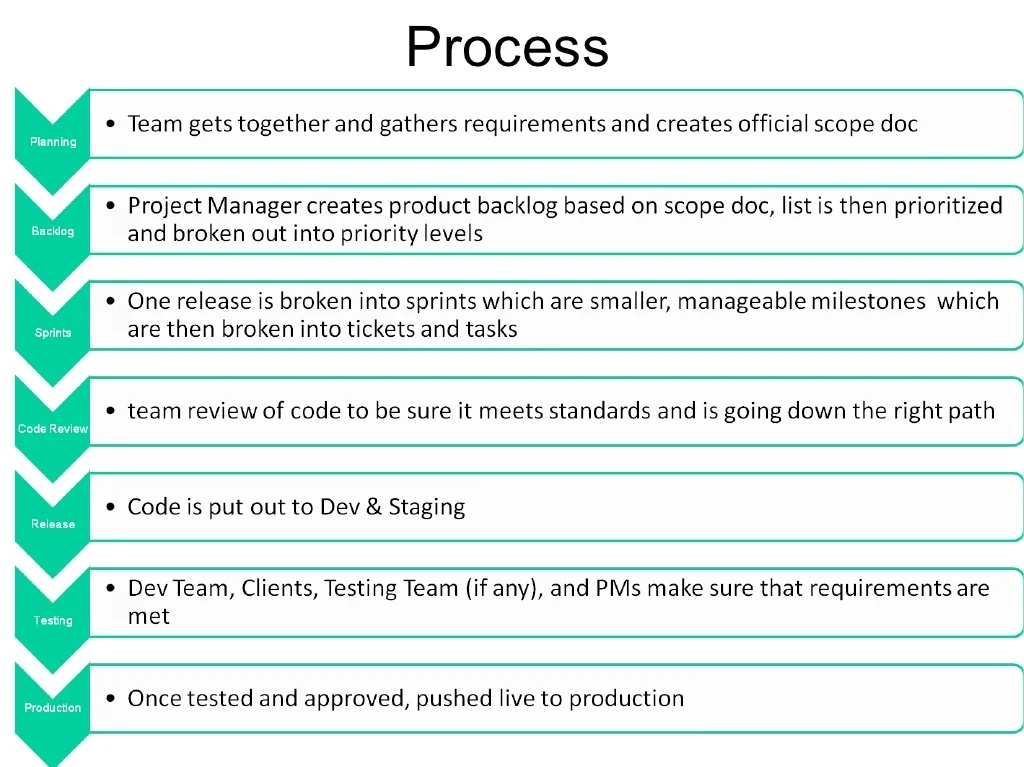 Process
Planning
• Team gets together and gathers requirements and creates official scope doc
Backlog
• Project Manager creates product backlog based on scope doc, list is then prioritized
and broken out into priority levels
Sprints
• One release is broken into sprints which are smaller, manageable milestones  which
are then broken into tickets and tasks
Code Review
• team review of code to be sure it meets standards and is going down the right path
Release
• Code is put out to Dev & Staging
Testing
• Dev Team, Clients, Testing Team (if any), and PMs make sure that requirements are
met
Production
• Once tested and approved, pushed live to production